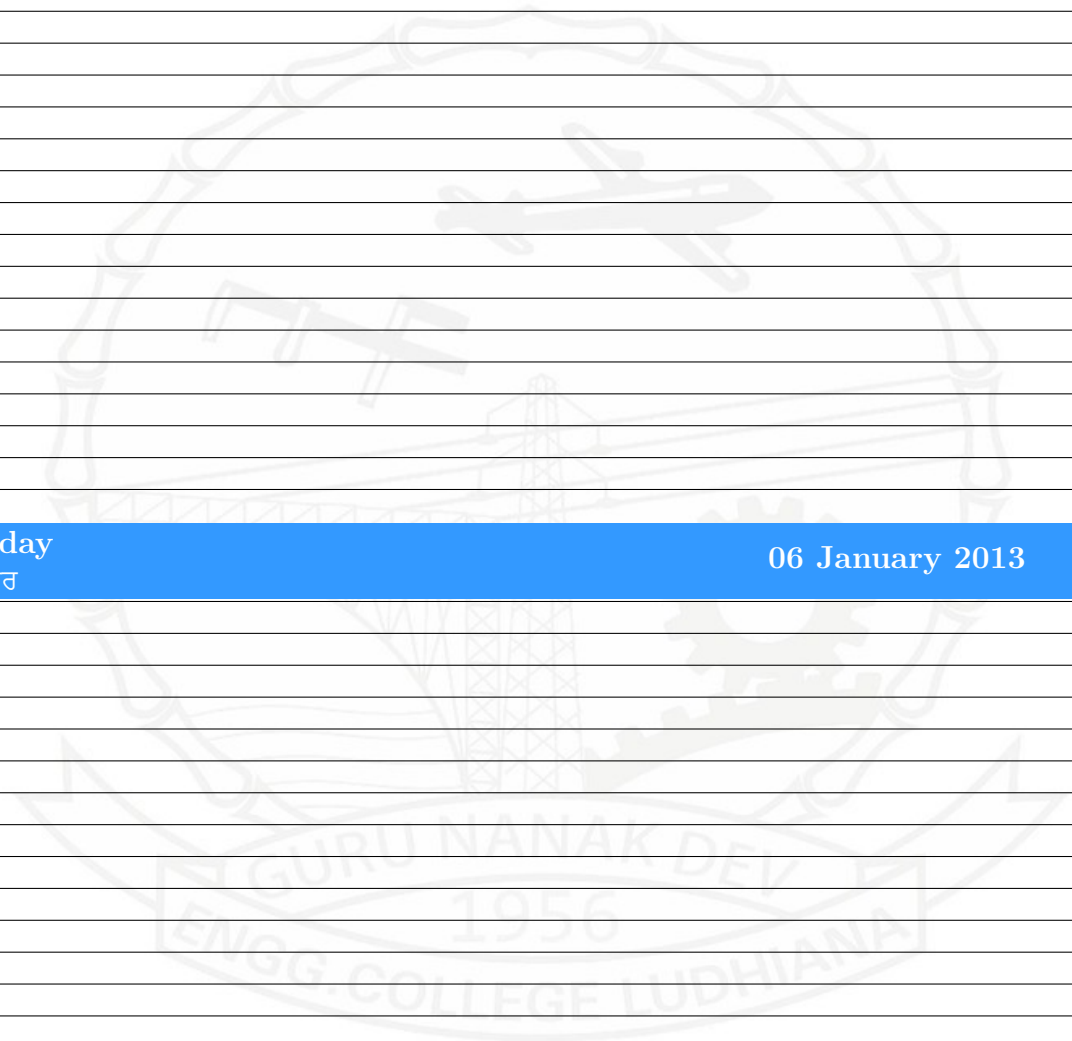 day
ਰ
06 January 2013
GURU NANAK DEV
1956
ENGG. COLLEGE LUDHIANA